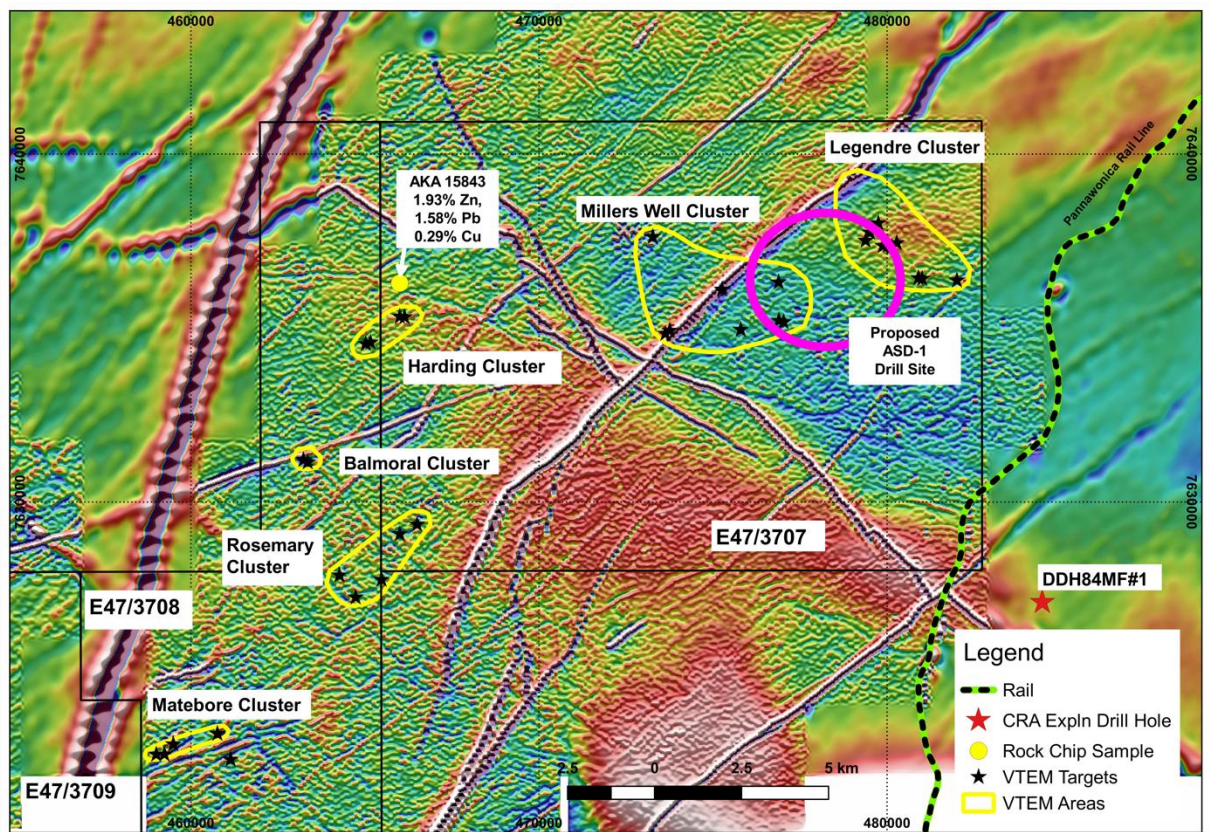 460000
470000
480000
7640000
7640000
Legendre Cluster
Pannawonica Rail Line
AKA 15843
1.93% Zn,
1.58% Pb
0.29% Cu
Millers Well Cluster
Proposed
ASD-1
Drill Site
Harding Cluster
Balmoral Cluster
7630000
7630000
E47/3707
Rosemary
Cluster
DDH84MF#1
E47/3708
Legend
Rail
CRA Expln Drill Hole
Rock Chip Sample
VTEM Targets
VTEM Areas
Matebore Cluster
E47/3709
2.5 0 2.5 5 km
460000
470000
480000